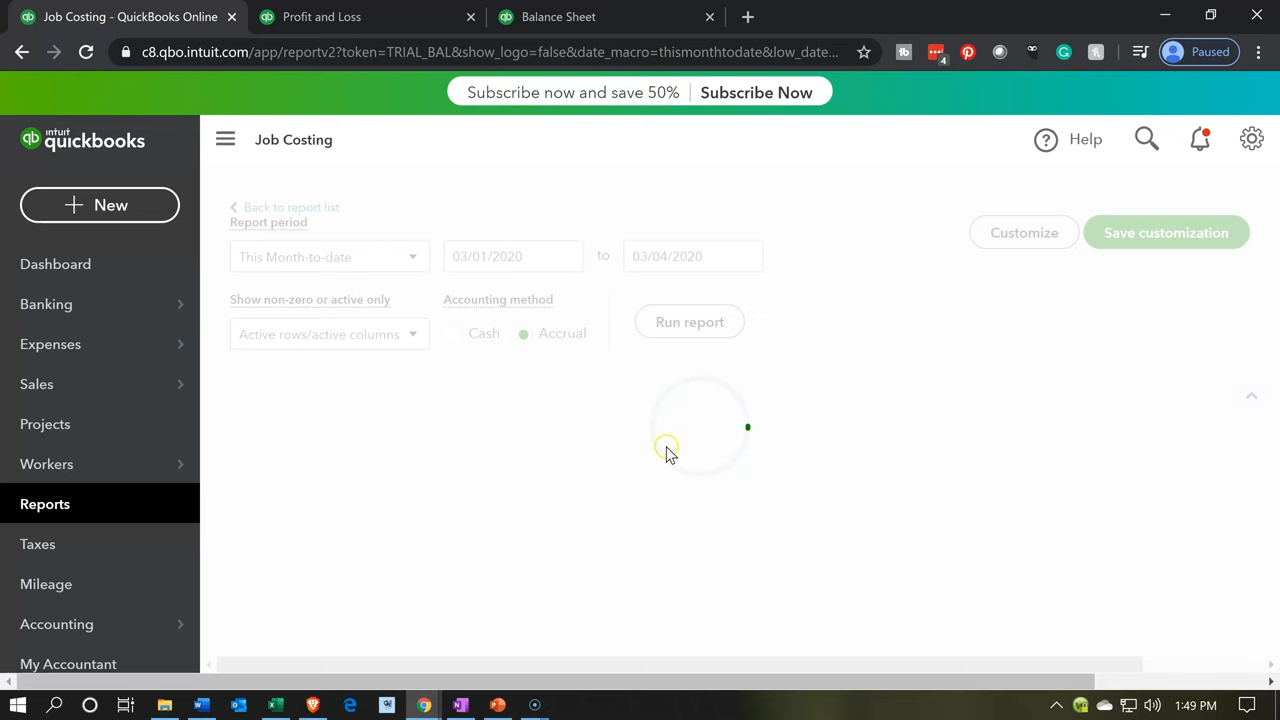 Job Costing - QuickBooks Online
Profit and Loss
Balance Sheet
c8.qbo.intuit.com/app/reportv2?token=TRIAL_BAL&show_logo=false&date_macro=thismonthtodate&low_date...
4
Paused
Subscribe now and save 50% Subscribe Now
intuit
quickbooks
Job Costing
Help
New
Back to report list
Report period
Customize
Save customization
This Month-to-date
03/01/2020
to
03/04/2020
Show non-zero or active only
Accounting method
Active rows/active columns
Cash
Accrual
Run report
Dashboard
Banking
Expenses
Sales
Projects
Workers
Reports
Taxes
Mileage
Accounting
My Accountant
1:49 PM